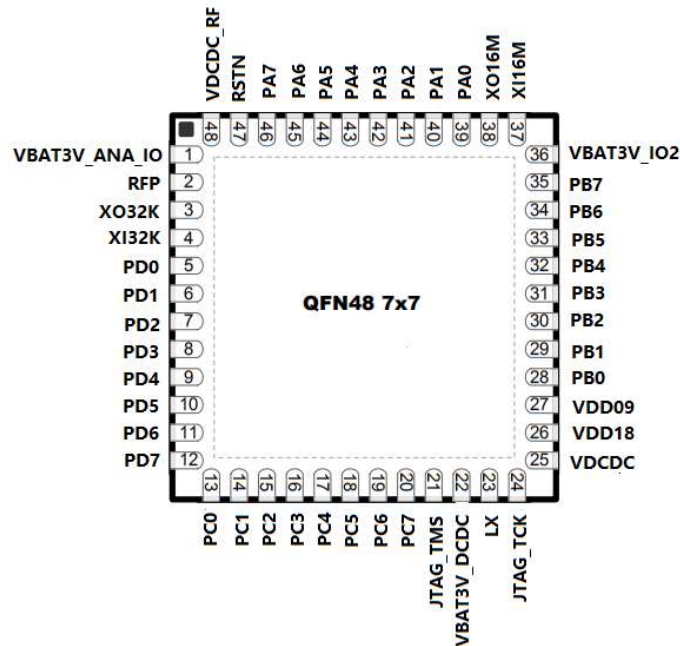 VDCDC_RF
RSTN
PA7
PA6
PA5
PA4
PA3
PA2
PA1
PA0
XO16M
XI16M
48
47
46
45
44
43
42
41
40
39
38
37
VBAT3V_ANA_IO 1
RFP 2
XO32K 3
XI32K 4
PD0 5
PD1 6
PD2 7
PD3 8
PD4 9
PD5 10
PD6 11
PD7 12
QFN48 7x7
36 VBAT3V_IO2
35 PB7
34 PB6
33 PB5
32 PB4
31 PB3
30 PB2
29 PB1
28 PB0
27 VDD09
26 VDD18
25 VDCDC
13
14
15
16
17
18
19
20
21
22
23
24
PC0
PC1
PC2
PC3
PC4
PC5
PC6
PC7
JTAG_TMS
VBAT3V_DCDC
LX
JTAG_TCK